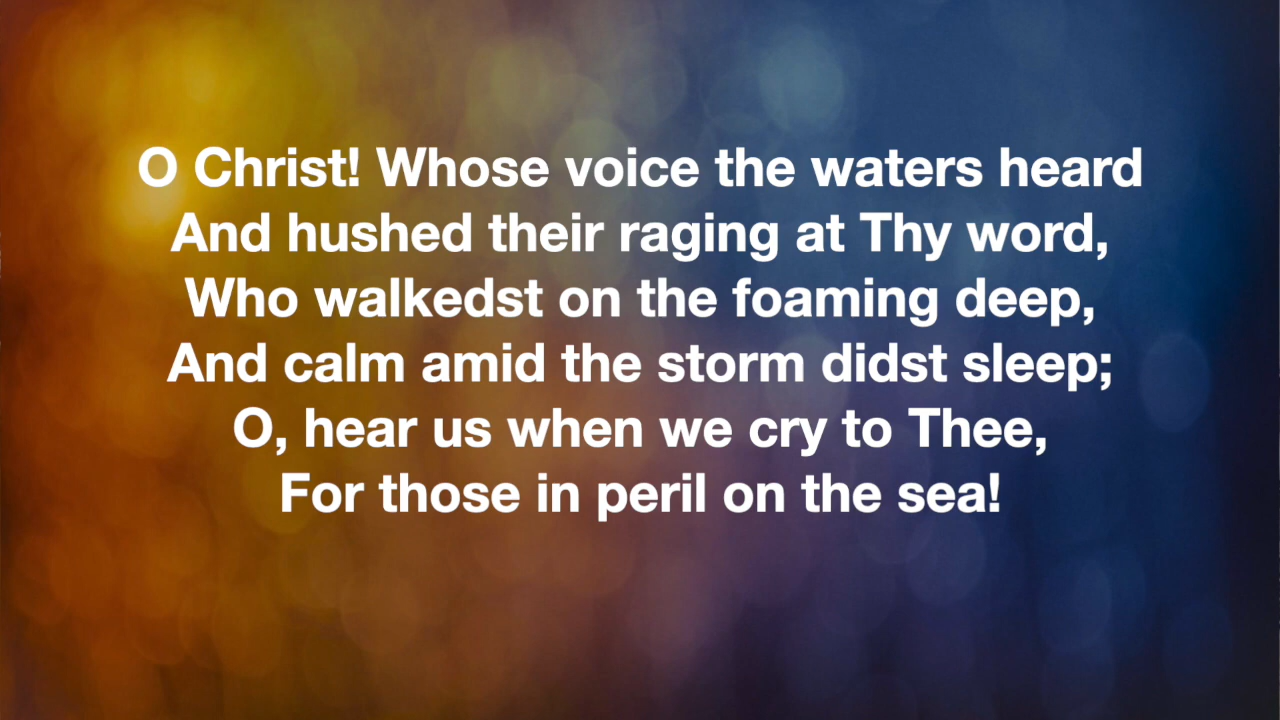 O Christ! Whose voice the waters heard
And hushed their raging at Thy word,
Who walkedst on the foaming deep,
And calm amid the storm didst sleep;
O, hear us when we cry to Thee,
For those in peril on the sea!